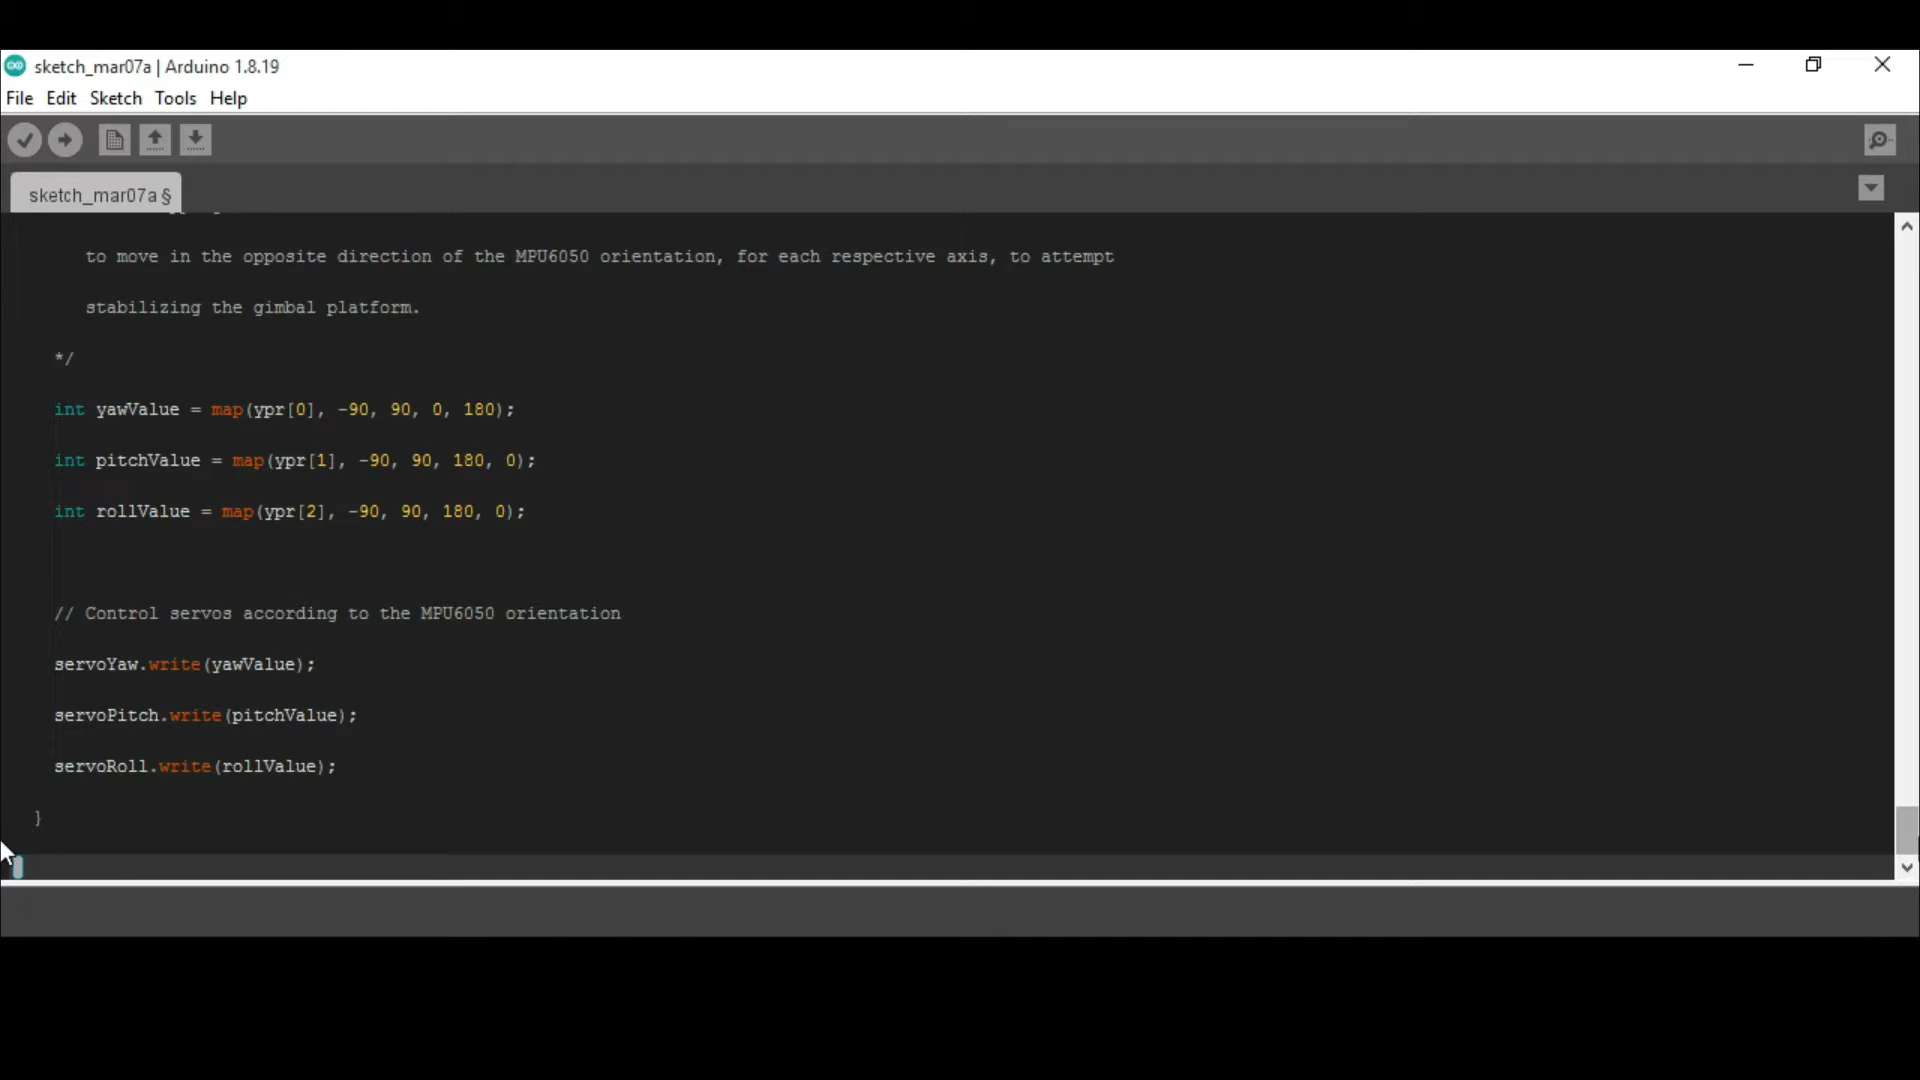 sketch_mar07a | Arduino 1.8.19
File Edit Sketch Tools Help
sketch_mar07a §
to move in the opposite direction of the MPU6050 orientation, for each respective axis, to attempt
stabilizing the gimbal platform.
*/
int yawValue = map(ypr[0], -90, 90, 0, 180);
int pitchValue = map(ypr[1], -90, 90, 180, 0);
int rollValue = map(ypr[2], -90, 90, 180, 0);
// Control servos according to the MPU6050 orientation
servoYaw.write(yawValue);
servoPitch.write(pitchValue);
servoRoll.write(rollValue);
}